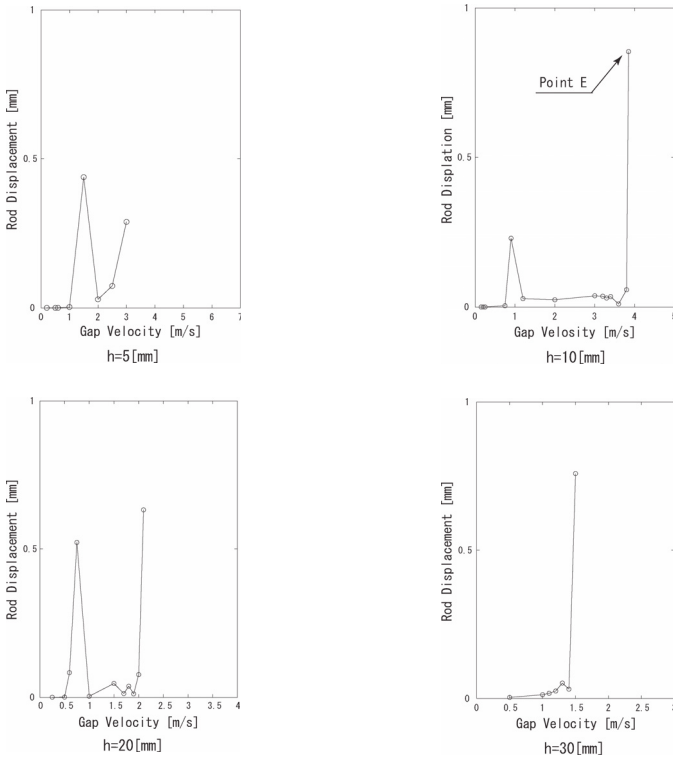 1
0.5
0
Rod Displacement [mm]
0 1 2 3 4 5 6 7
Gap Velocity [m/s]
h=5[mm]
1
0.5
0
Rod Displation [mm]
Point E
0 1 2 3 4 5
Gap Velosity [m/s]
h=10[mm]
1
0.5
0
Rod Displacement [mm]
0 0.5 1 1.5 2 2.5 3 3.5 4
Gap Velocity [m/s]
h=20[mm]
1
0.5
0
Rod Displacement [mm]
0 0.5 1 1.5 2 2.5 3
Gap Velocity [m/s]
h=30[mm]